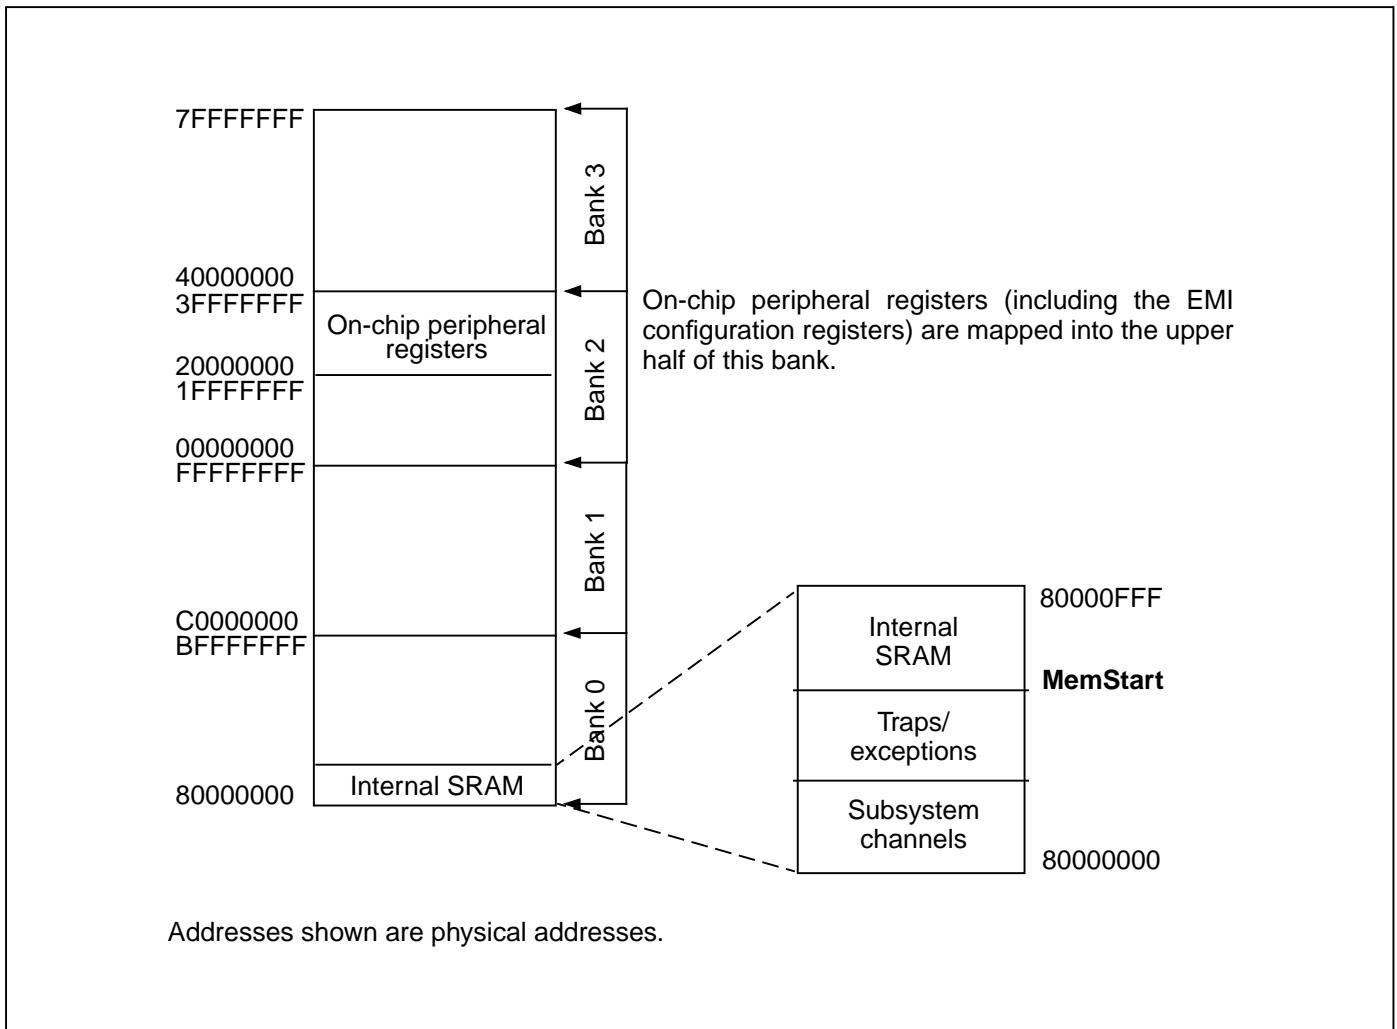 7FFFFFFF
Bank 3
40000000
3FFFFFFF
On-chip peripheral
registers
20000000
1FFFFFFF
Bank 2
On-chip peripheral registers (including the EMI
configuration registers) are mapped into the upper
half of this bank.
00000000
FFFFFFFF
Bank 1
C0000000
BFFFFFFF
Bank 0
Internal SRAM
80000000
80000FFF
Internal
SRAM
MemStart
Traps/
exceptions
Subsystem
channels
80000000
Addresses shown are physical addresses.